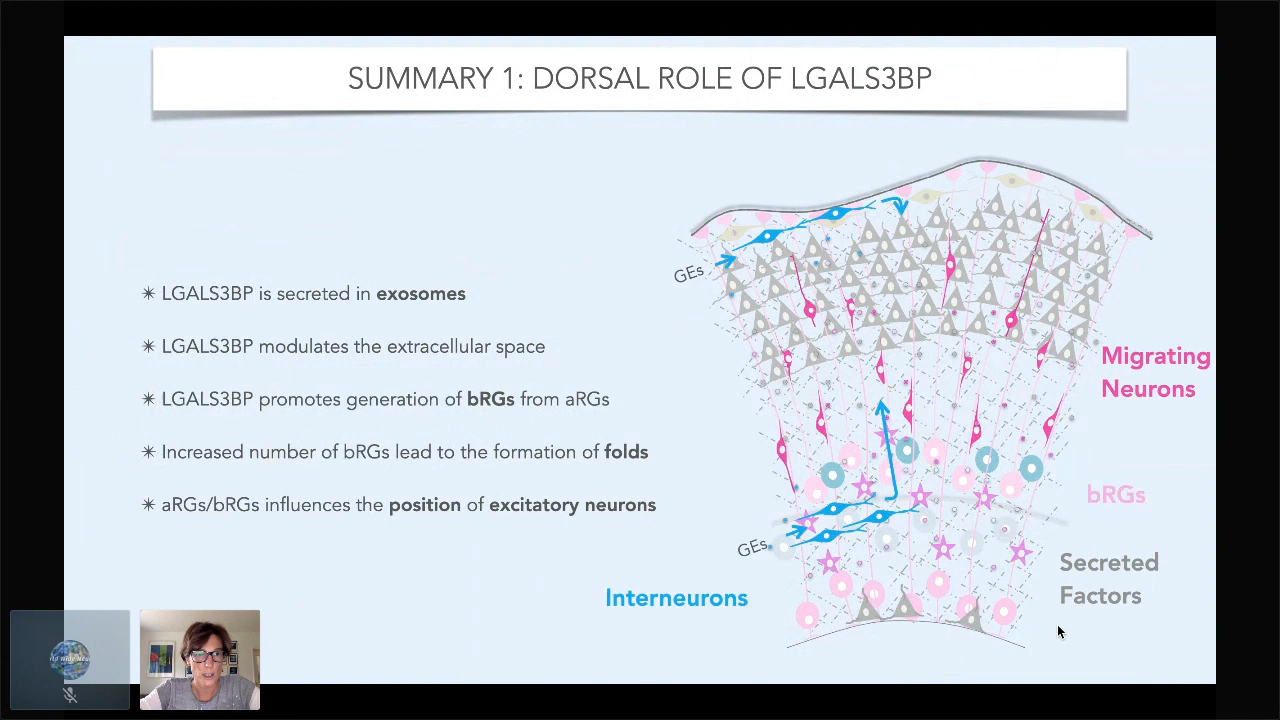 SUMMARY 1: DORSAL ROLE OF LGALS3BP
✴ LGALS3BP is secreted in exosomes
✴ LGALS3BP modulates the extracellular space
✴ LGALS3BP promotes generation of bRGs from aRGs
✴ Increased number of bRGs lead to the formation of folds
✴ aRGs/bRGs influences the position of excitatory neurons
GEs
Migrating
Neurons
bRGs
GEs
Secreted
Factors
Interneurons